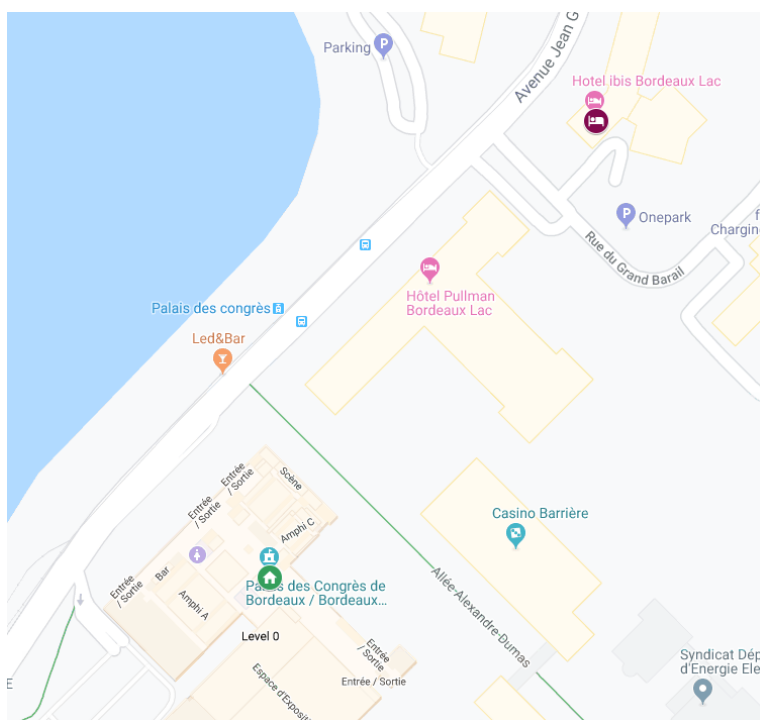 Parking
P
Avenue Jean G
Hotel ibis Bordeaux Lac
P
Onepark
f
Chargin
Rue du Grand Barail
Hôtel Pullman
Bordeaux Lac
Palais des congrès
Led&Bar
Entrée
/ Sortie
Scène
Entrée
/ Sortie
Amphi C
Casino Barrière
Bar
Entrée
/ Sortie
Amphi A
Palais des Congrès de
Bordeaux / Bordeaux...
Allée-Alexandre-Dumas
Level 0
Entrée
/ Sortie
Syndicat Dép
d'Energie Ele
E
Espace d'Exposit
Entrée / Sortie